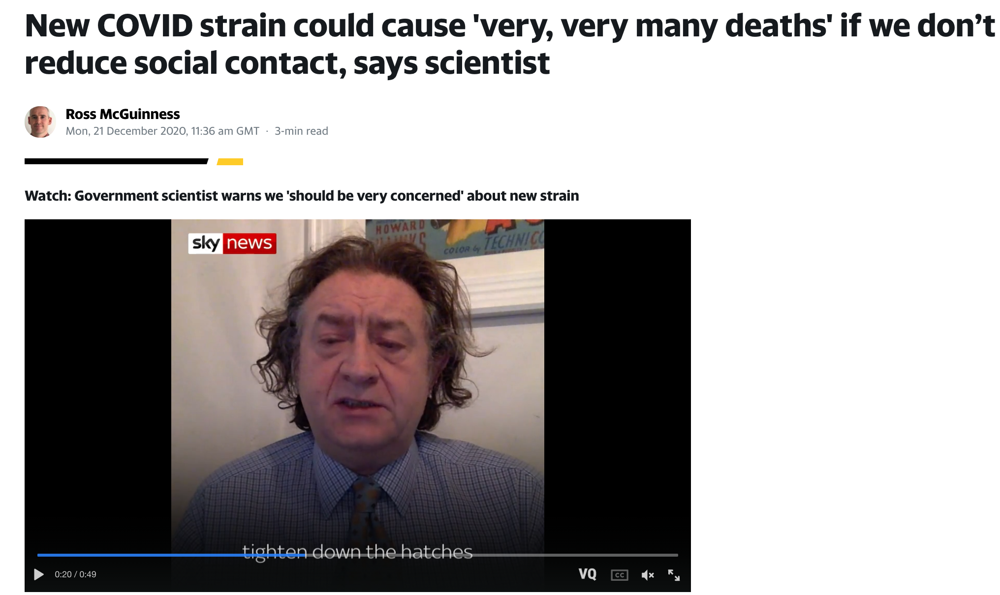 New COVID strain could cause 'very, very many deaths' if we don’t
reduce social contact, says scientist
Ross McGuinness
Mon, 21 December 2020, 11:36 am GMT · 3-min read
Watch: Government scientist warns we 'should be very concerned' about new strain
sky news
HOWARD
HAWKS
COLOR by TECHNICO
tighten down the hatches
0:20 / 0:49
VQ
CC